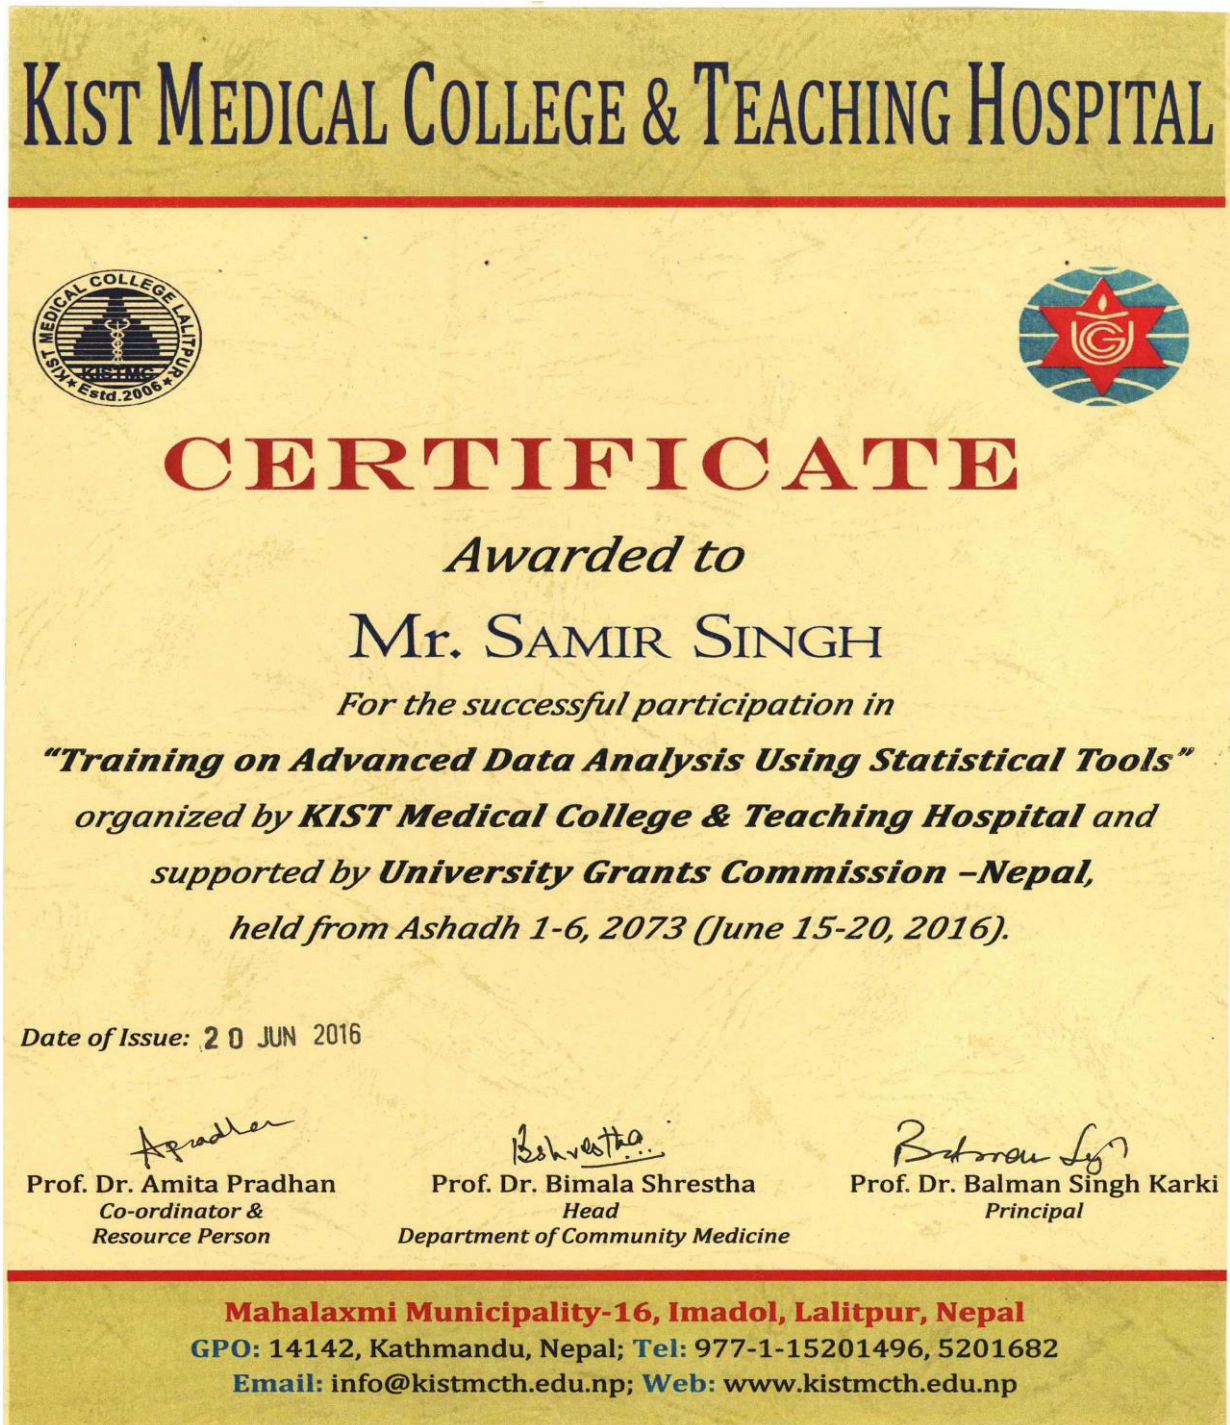 KIST MEDICAL COLLEGE & TEACHING HOSPITAL
KIST MEDICAL COLLEGE LALITPUR
KISTMC
Estd.2006
UGC
CERTIFICATE
Awarded to
Mr. SAMIR SINGH
For the successful participation in
“Training on Advanced Data Analysis Using Statistical Tools”
organized by KIST Medical College & Teaching Hospital and
supported by University Grants Commission –Nepal,
held from Ashadh 1-6, 2073 (June 15-20, 2016).
Date of Issue: 20 JUN 2016
Apradhan Bshrestha
Prof. Dr. Amita Pradhan Prof. Dr. Bimala Shrestha Prof. Dr. Balman Singh Karki
Co-ordinator & Head Principal
Resource Person Department of Community Medicine
Mahalaxmi Municipality-16, Imadol, Lalitpur, Nepal
GPO: 14142, Kathmandu, Nepal; Tel: 977-1-15201496, 5201682
Email: info@kistmcth.edu.np; Web: www.kistmcth.edu.np